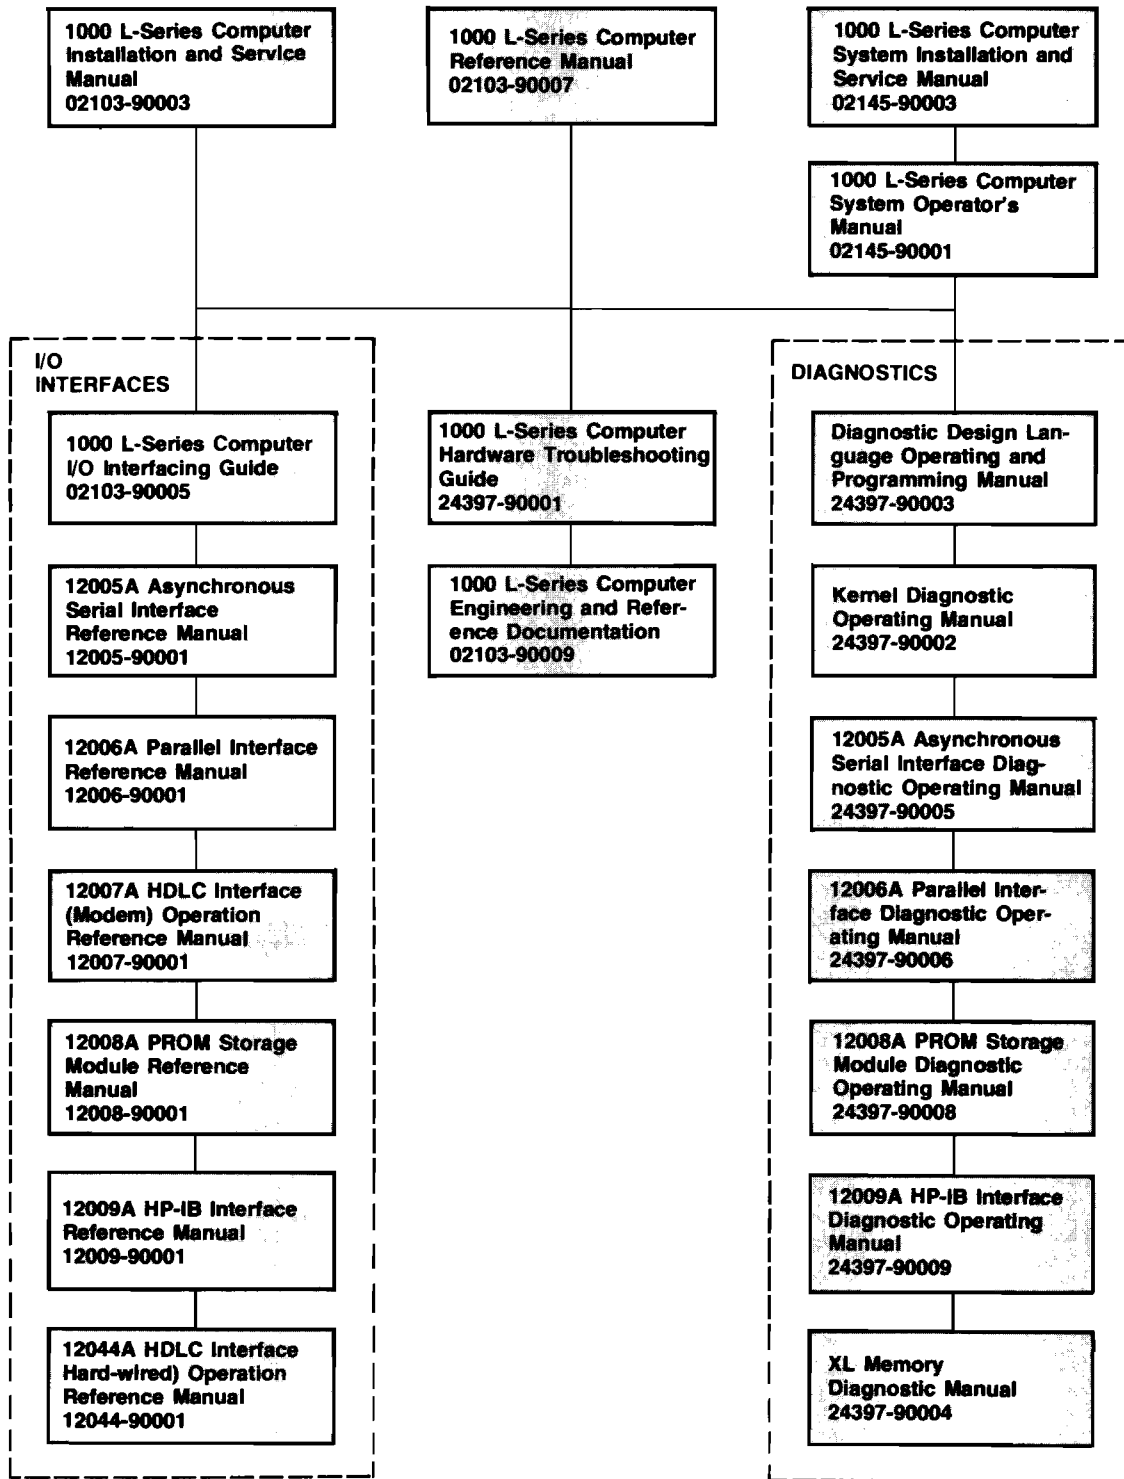 1000 L-Series Computer
Installation and Service
Manual
02103-90003
1000 L-Series Computer
Reference Manual
02103-90007
1000 L-Series Computer
System Installation and
Service Manual
02145-90003
1000 L-Series Computer
System Operator's
Manual
02145-90001
I/O
INTERFACES
1000 L-Series Computer
I/O Interfacing Guide
02103-90005
12005A Asynchronous
Serial Interface
Reference Manual
12005-90001
12006A Parallel Interface
Reference Manual
12006-90001
12007A HDLC Interface
(Modem) Operation
Reference Manual
12007-90001
12008A PROM Storage
Module Reference
Manual
12008-90001
12009A HP-IB Interface
Reference Manual
12009-90001
12044A HDLC Interface
Hard-wired) Operation
Reference Manual
12044-90001
1000 L-Series Computer
Hardware Troubleshooting
Guide
24397-90001
1000 L-Series Computer
Engineering and Refer-
ence Documentation
02103-90009
DIAGNOSTICS
Diagnostic Design Lan-
guage Operating and
Programming Manual
24397-90003
Kernel Diagnostic
Operating Manual
24397-90002
12005A Asynchronous
Serial Interface Diag-
nostic Operating Manual
24397-90005
12006A Parallel Inter-
face Diagnostic Oper-
ating Manual
24397-90006
12008A PROM Storage
Module Diagnostic
Operating Manual
24397-90008
12009A HP-IB Interface
Diagnostic Operating
Manual
24397-90009
XL Memory
Diagnostic Manual
24397-90004